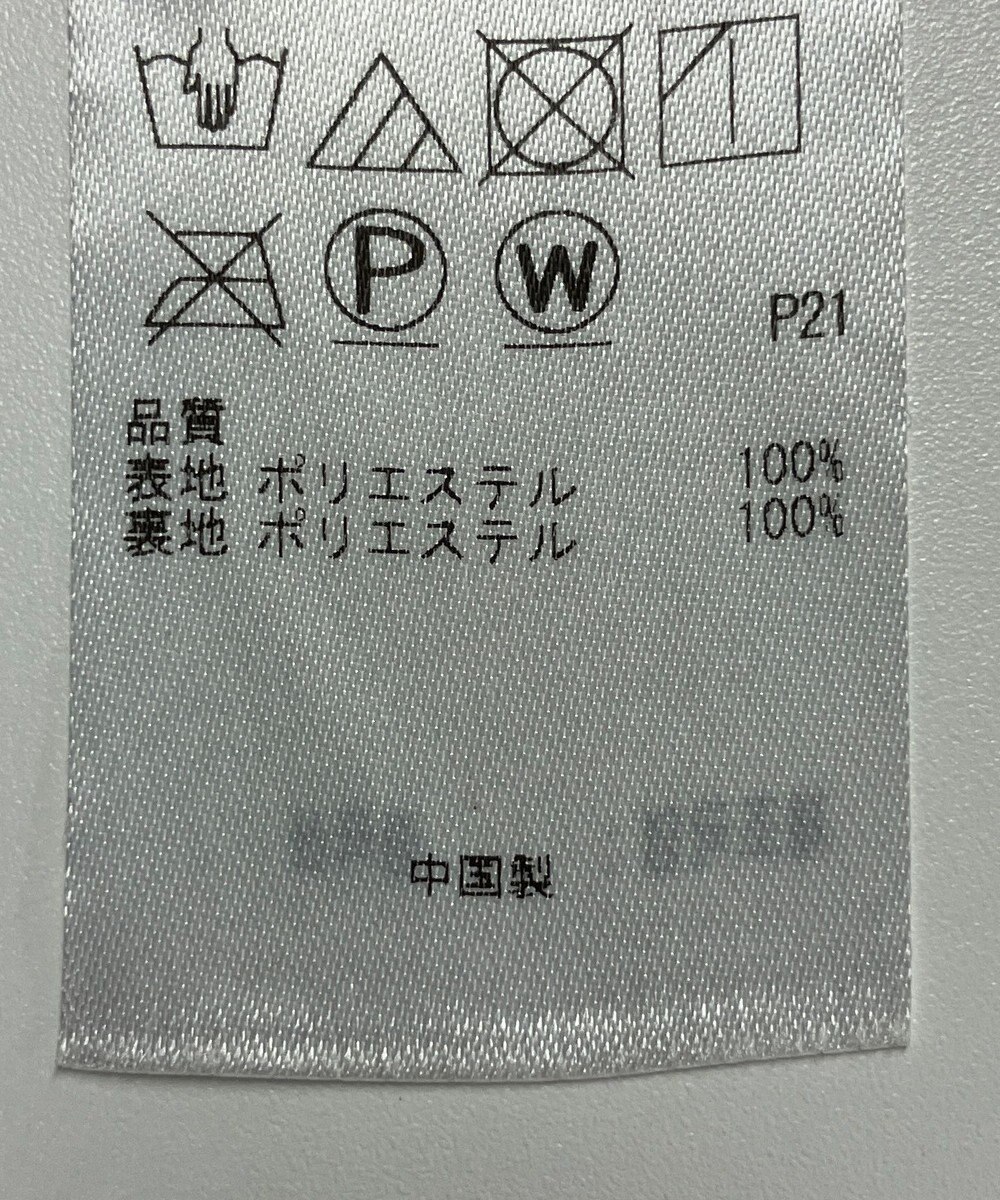 P W P21
品質
表地 ポリエステル 100%
裏地 ポリエステル 100%
中国製